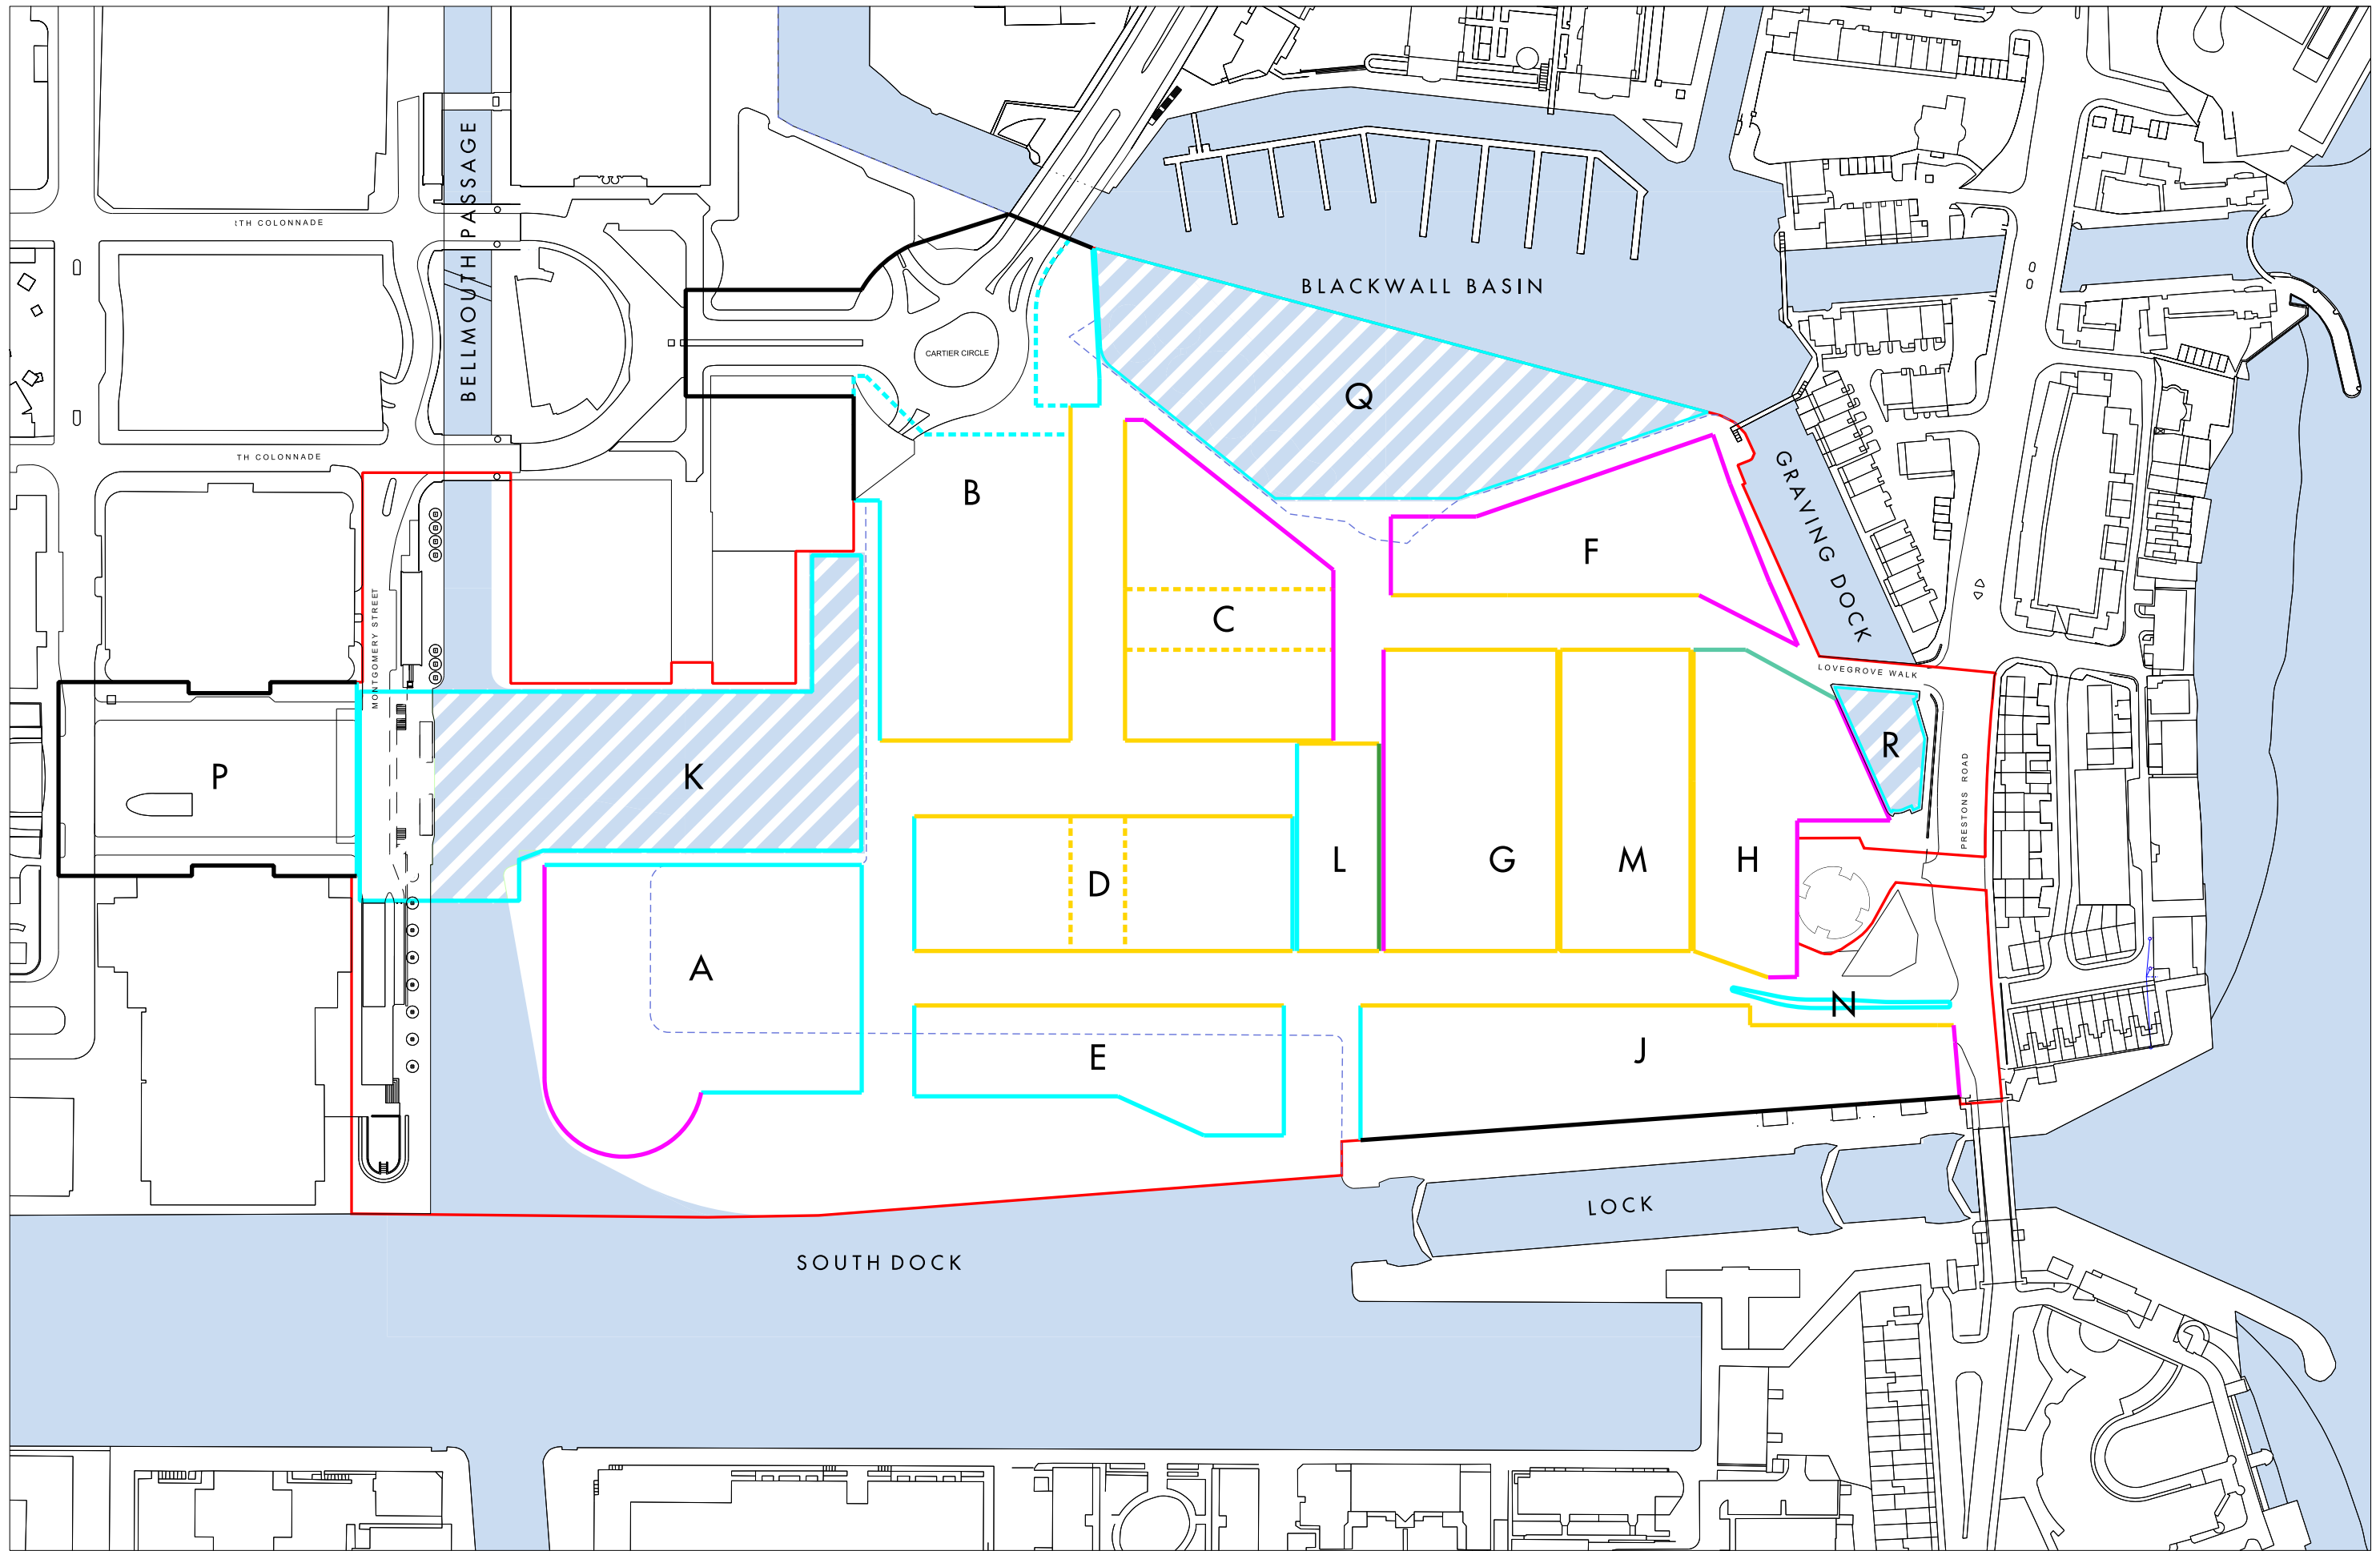 BELLMOUTH PASSAGE
TH COLONNADE
BLACKWALL BASIN
CARTIER CIRCLE
Q
TH COLONNADE
B
GRAVING DOCK
F
C
MONTGOMERY STREET
LOVEGROVE WALK
R
P
K
PRESTONS ROAD
L
G
M
H
D
A
N
E
J
LOCK
SOUTH DOCK